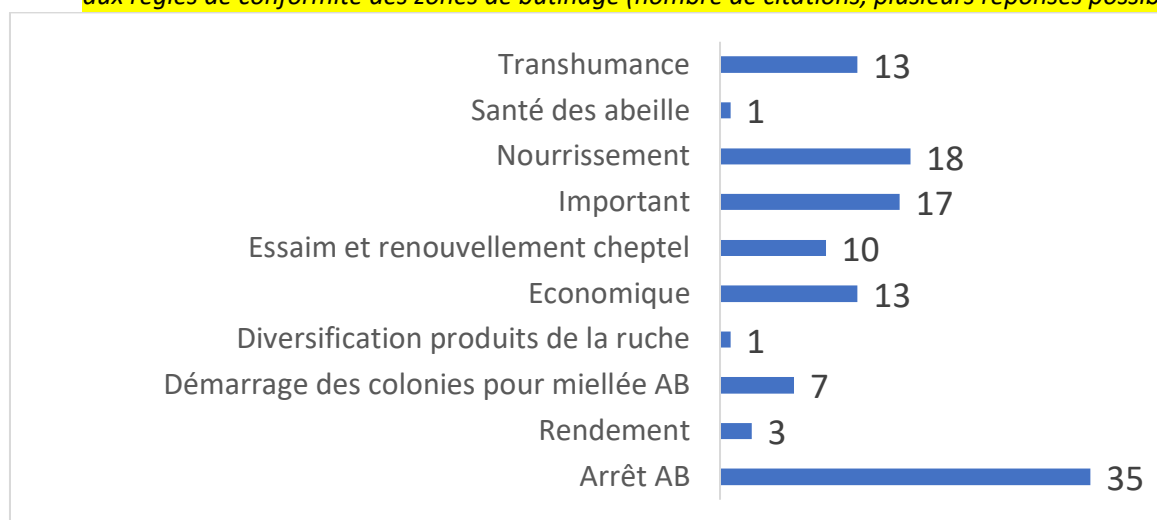 aux règles de conformité des zones de butinage (nombre de citations, plusieurs réponses possib
Transhumance 13
Santé des abeille 1
Nourrissement 18
Important 17
Essaim et renouvellement cheptel 10
Economique 13
Diversification produits de la ruche 1
Démarrage des colonies pour miellée AB 7
Rendement 3
Arrêt AB 35